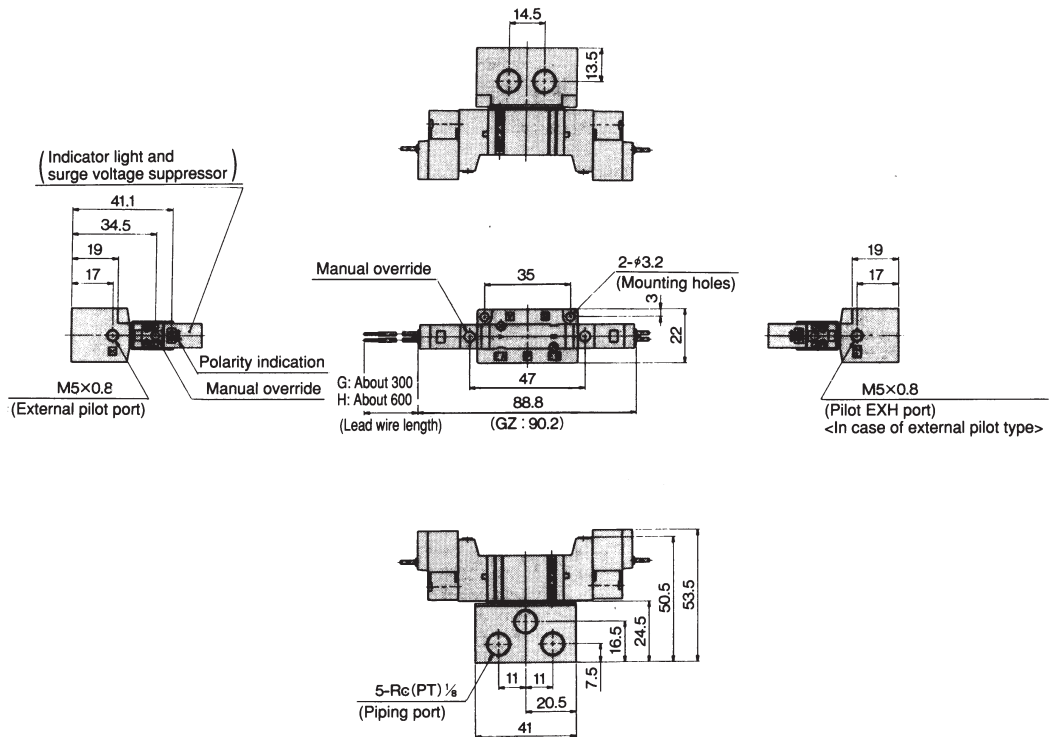 14.5
13.5
(Indicator light and
surge voltage suppressor)
41.1
34.5
19
17
Manual override
35
2-φ3.2
(Mounting holes)
3
22
19
17
Polarity indication
Manual override
M5×0.8
(External pilot port)
G: About 300
H: About 600
(Lead wire length)
47
88.8
(GZ : 90.2)
M5×0.8
(Pilot EXH port)
<In case of external pilot type>
7.5
16.5
24.5
50.5
53.5
11
11
5-Rc(PT)⅛
(Piping port)
20.5
41